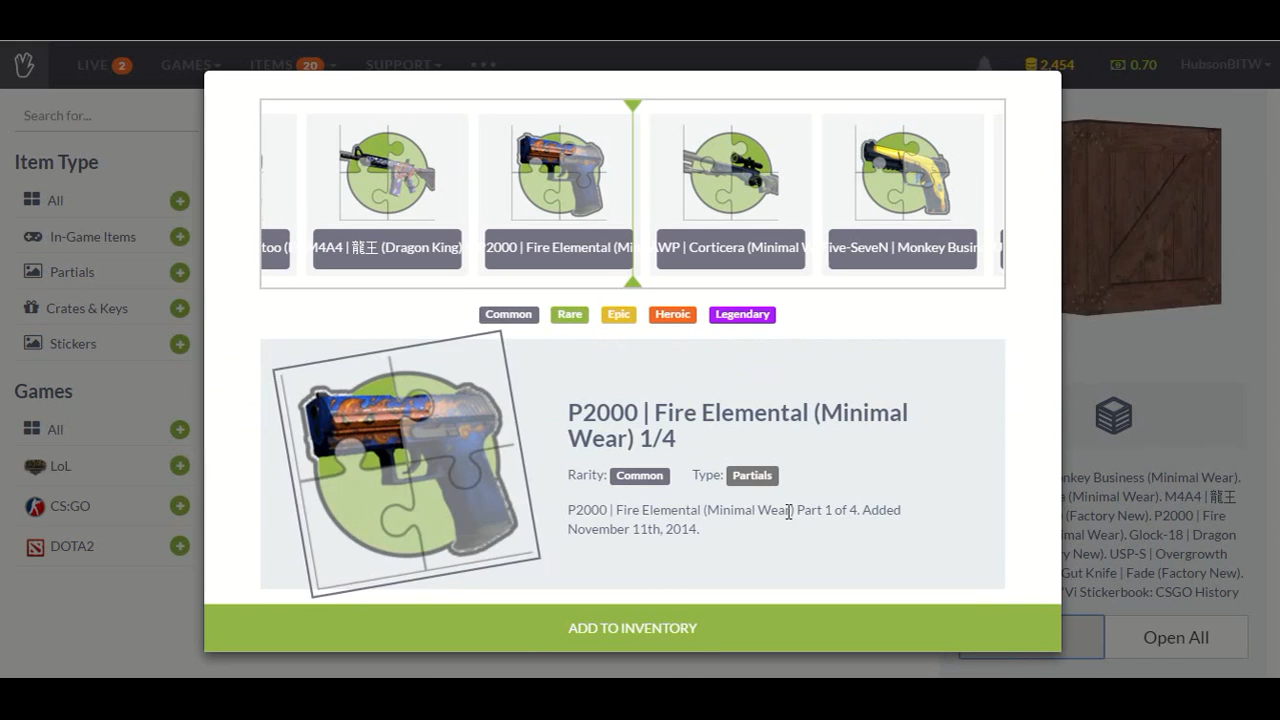 LIVE 2 GAMES ITEMS 20 SUPPORT ••• 2,454 0.70 HubsonBITW
Search for...
Item Type
All
In-Game Items
Partials
Crates & Keys
Stickers
Games
All
LoL
CS:GO
DOTA2
M4A4 | 龍王 (Dragon King)
P2000 | Fire Elemental (Mi
AWP | Corticera (Minimal W
ive-SeveN | Monkey Busin
Common Rare Epic Heroic Legendary
P2000 | Fire Elemental (Minimal
Wear) 1/4
Rarity: Common Type: Partials
P2000 | Fire Elemental (Minimal Wear) Part 1 of 4. Added
November 11th, 2014.
ADD TO INVENTORY
nkey Business (Minimal Wear).
(Minimal Wear). M4A4 | 龍王
(Factory New). P2000 | Fire
mal Wear). Glock-18 | Dragon
y New). USP-S | Overgrowth
Gut Knife | Fade (Factory New).
Vi Stickerbook: CSGO History
Open All